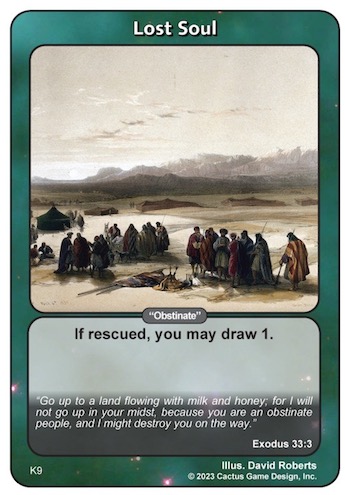 Lost Soul
“Obstinate”
If rescued, you may draw 1.
“Go up to a land flowing with milk and honey; for I will
not go up in your midst, because you are an obstinate
people, and I might destroy you on the way.”
Exodus 33:3
Illus. David Roberts
K9
© 2023 Cactus Game Design, Inc.